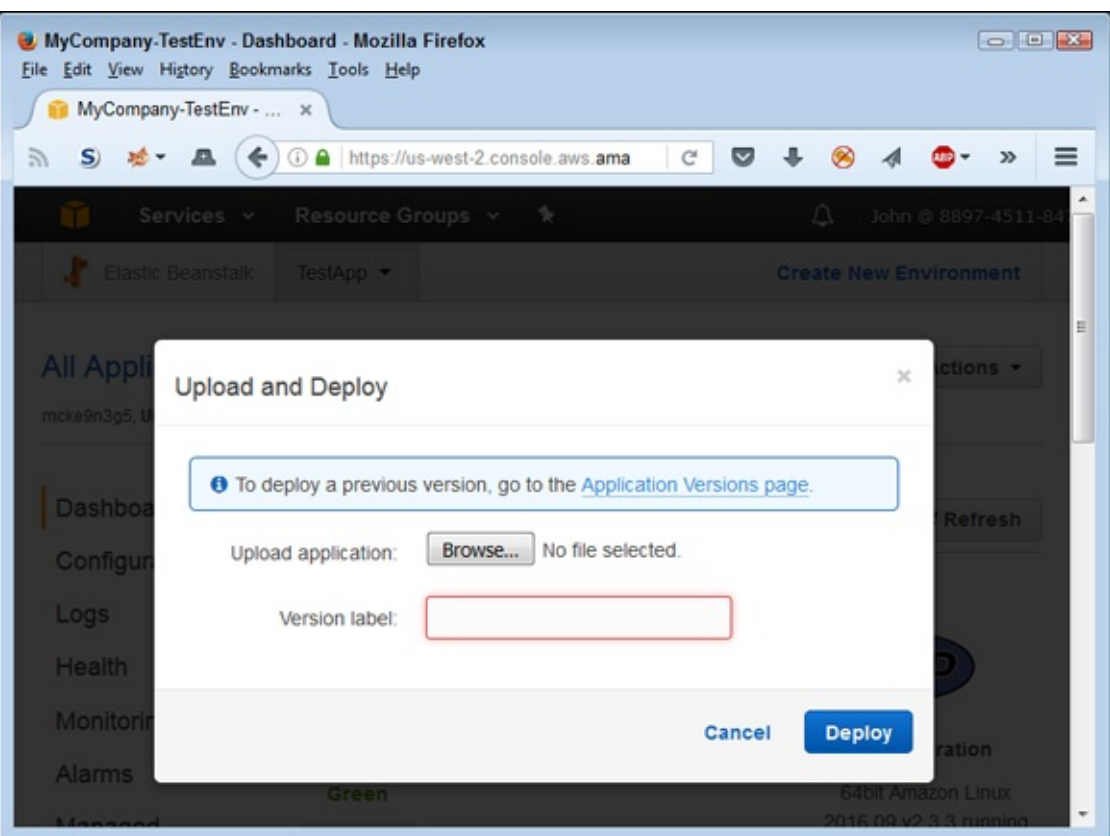 MyCompany-TestEnv - Dashboard - Mozilla Firefox
File Edit View History Bookmarks Tools Help
MyCompany-TestEnv - ... ×
S ABP https://us-west-2.console.aws.ama »
Services Resource Groups John @ 8897-4511-84
Elastic Beanstalk TestApp Create New Environment
All Appli ctions
mcke9n3g5, U
Upload and Deploy ×
To deploy a previous version, go to the Application Versions page.
Dashboa Refresh
Upload application: Browse... No file selected.
Configur
Version label:
Logs
Health
Monitorin
Cancel Deploy
ration
Alarms
Green 64bit Amazon Linux
Managed 2016.09 v2.3.3 running